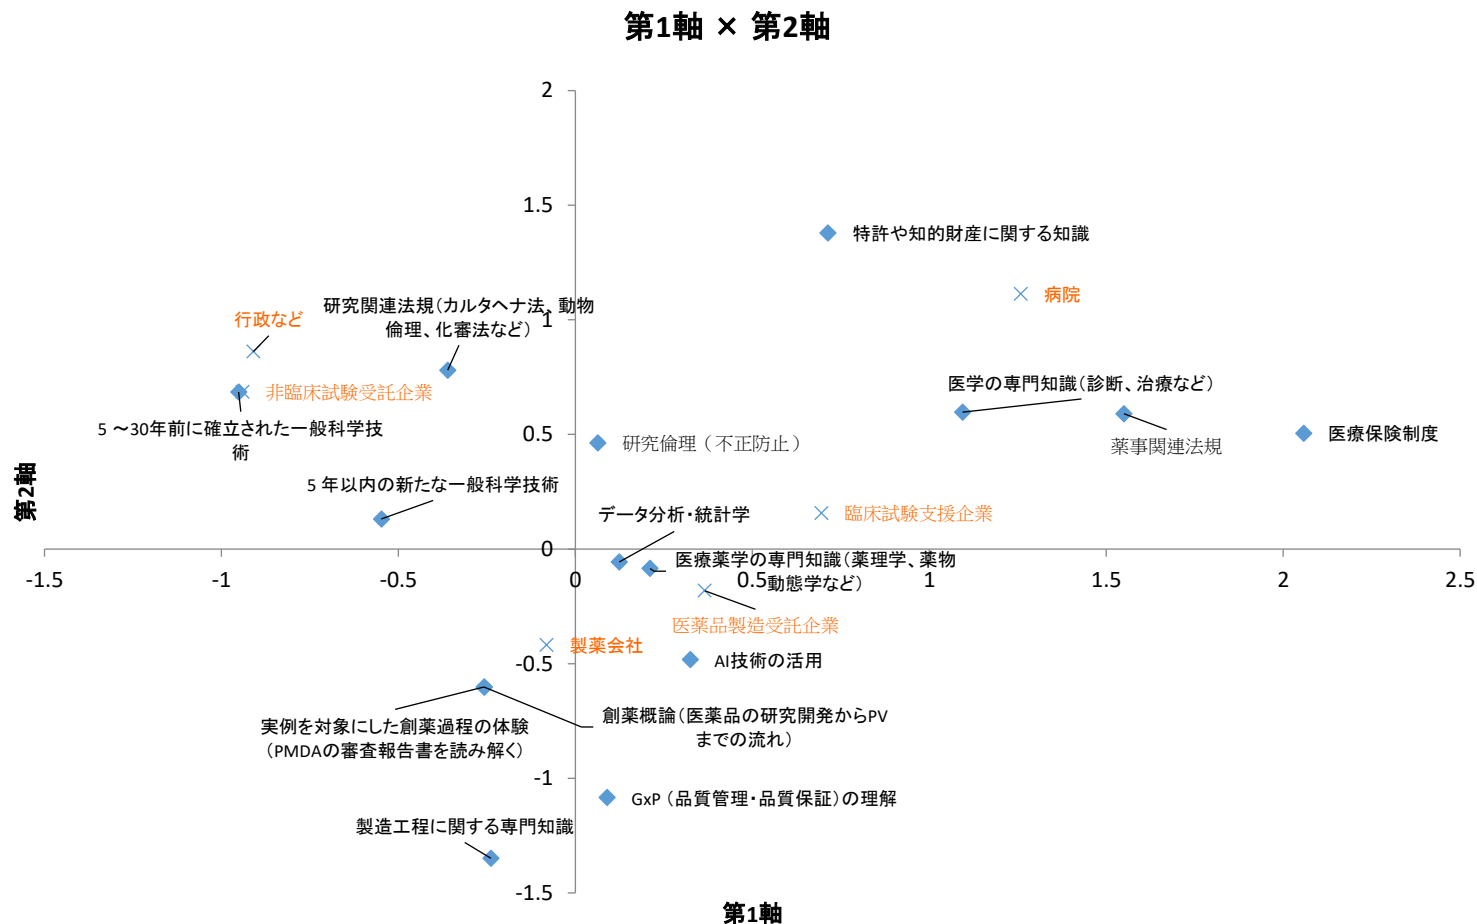 第1軸 × 第2軸
2
1.5
特許や知的財産に関する知識
病院
研究関連法規（カルタヘナ法、動物
倫理、化審法など）
行政など
1
非臨床試験受託企業
医学の専門知識（診断、治療など）
5 ～30年前に確立された一般科学技
術
0.5
研究倫理（不正防止）
薬事関連法規
医療保険制度
第2軸
5 年以内の新たな一般科学技術
データ分析・統計学
臨床試験支援企業
0
医療薬学の専門知識（薬理学、薬物
動態学など）
-1.5
-1
-0.5
0
0.5
1
1.5
2
2.5
医薬品製造受託企業
製薬会社
-0.5
AI技術の活用
実例を対象にした創薬過程の体験
（PMDAの審査報告書を読み解く）
創薬概論（医薬品の研究開発からPV
までの流れ）
-1
GxP（品質管理・品質保証）の理解
製造工程に関する専門知識
-1.5
第1軸